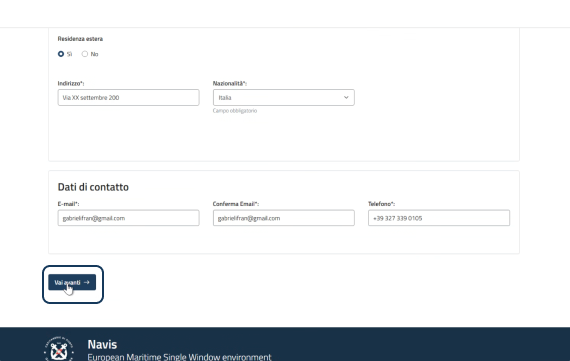 Residenza estera
Sì No
Indirizzo*: Nazionalità*:
Via XX settembre 200 Italia
Campo obbligatorio
Dati di contatto
E-mail*: Conferma Email*: Telefono*:
gabrielifran@gmail.com gabrielifran@gmail.com +39 327 339 0105
Vai avanti →
Navis
European Maritime Single Window environment